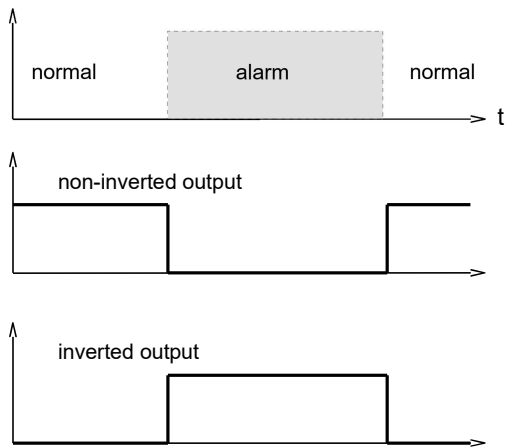 normal alarm normal
t
non-inverted output
inverted output